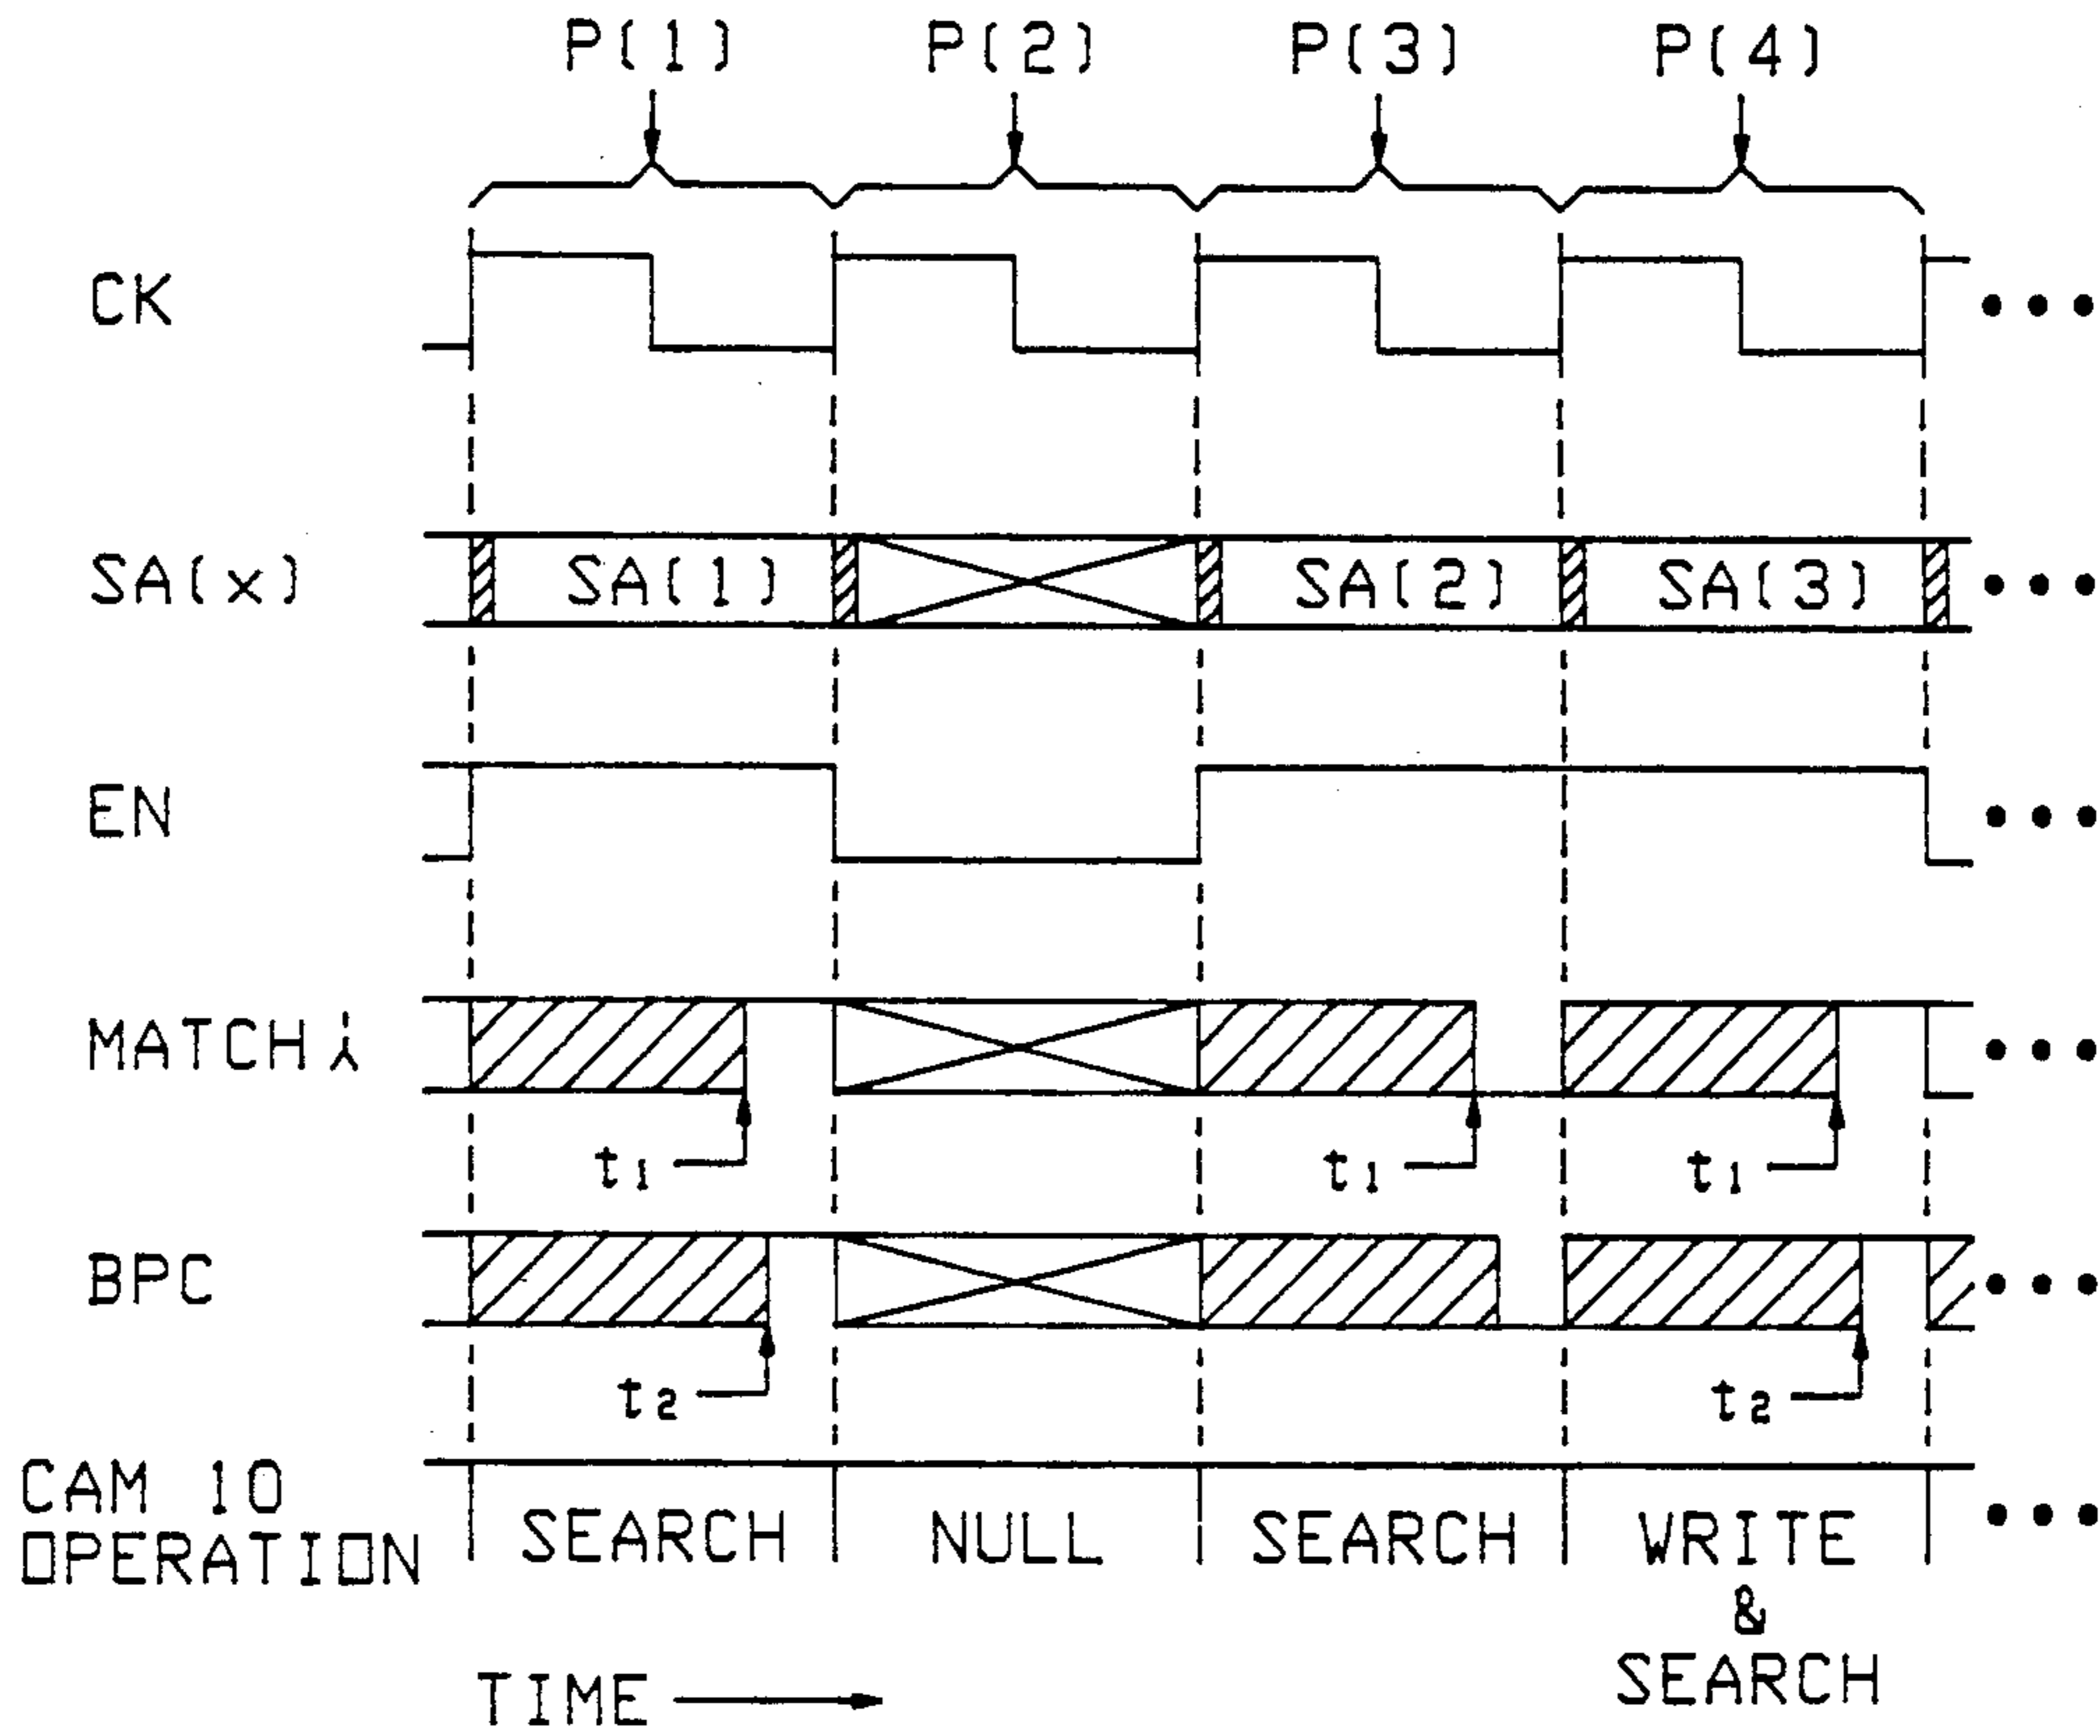 P(1) P(2) P(3) P(4)
CK
SA(x) SA(1) SA(2) SA(3)
EN
MATCH i
t1 t1 t1
BPC
t2 t2
CAM 10
OPERATION
SEARCH NULL SEARCH WRITE
&
SEARCH
TIME